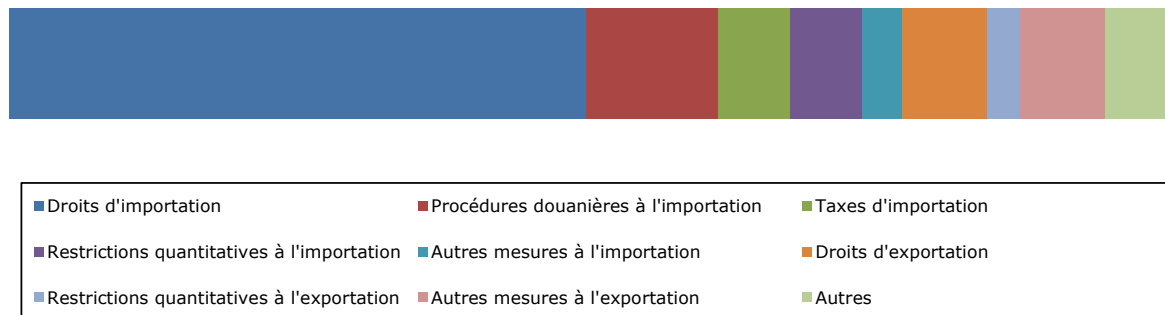 Droits d'importation Procédures douanières à l'importation Taxes d'importation
Restrictions quantitatives à l'importation Autres mesures à l'importation Droits d'exportation
Restrictions quantitatives à l'exportation Autres mesures à l'exportation Autres